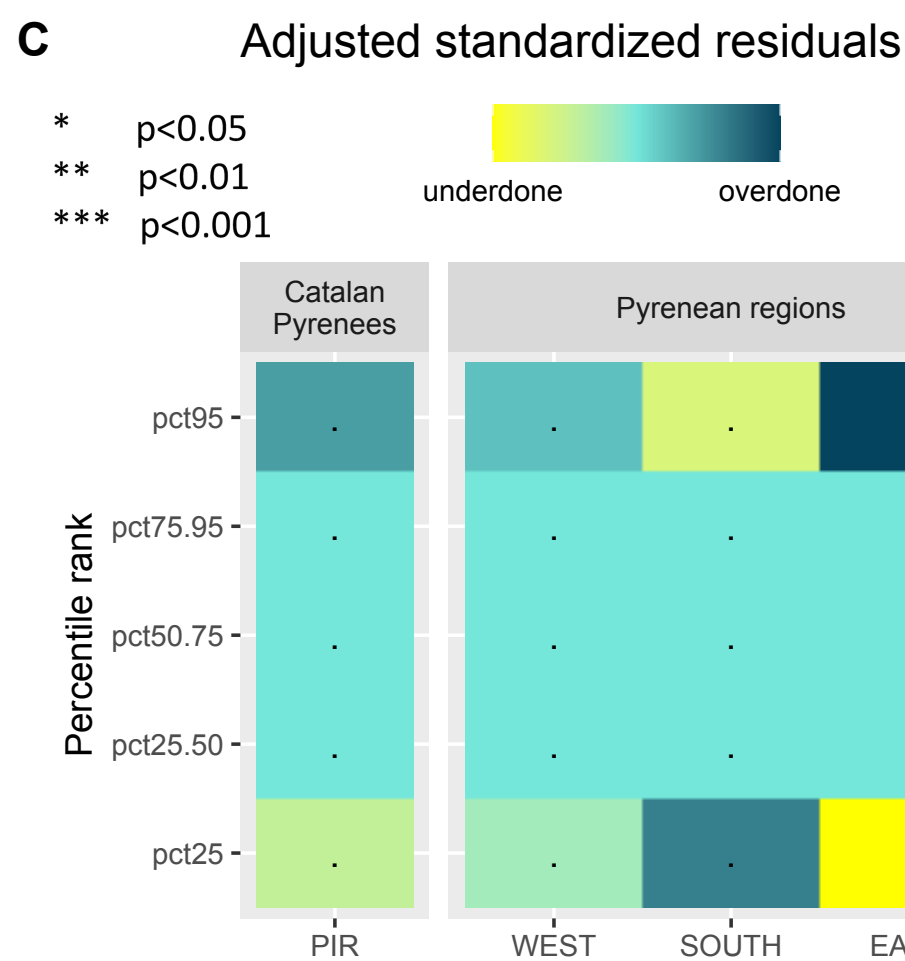 C
Adjusted standardized residuals
* p<0.05
** p<0.01
*** p<0.001
underdone overdone
Catalan
Pyrenees
Pyrenean regions
Percentile rank
pct95
pct75.95
pct50.75
pct25.50
pct25
PIR WEST SOUTH EA